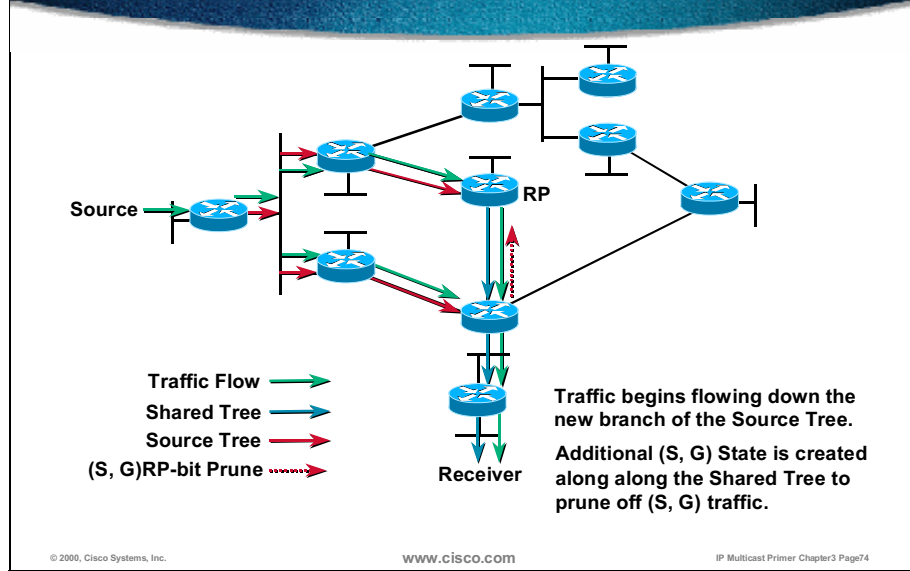 Source
RP
Traffic Flow
Shared Tree
Source Tree
(S, G)RP-bit Prune
Receiver
Traffic begins flowing down the
new branch of the Source Tree.
Additional (S, G) State is created
along along the Shared Tree to
prune off (S, G) traffic.
© 2000, Cisco Systems, Inc.
www.cisco.com
IP Multicast Primer Chapter3 Page74